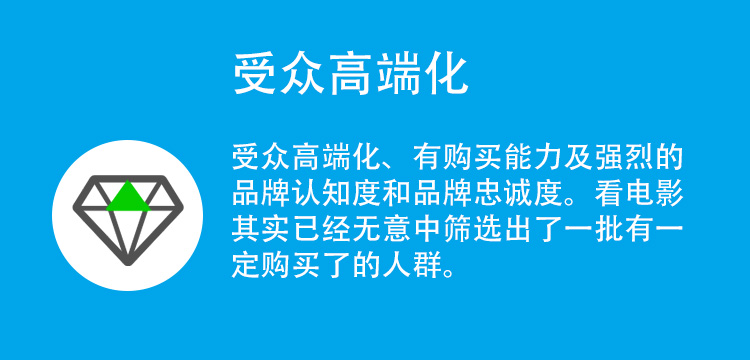 受众高端化
受众高端化、有购买能力及强烈的
品牌认知度和品牌忠诚度。看电影
其实已经无意中筛选出了一批有一
定购买了的人群。